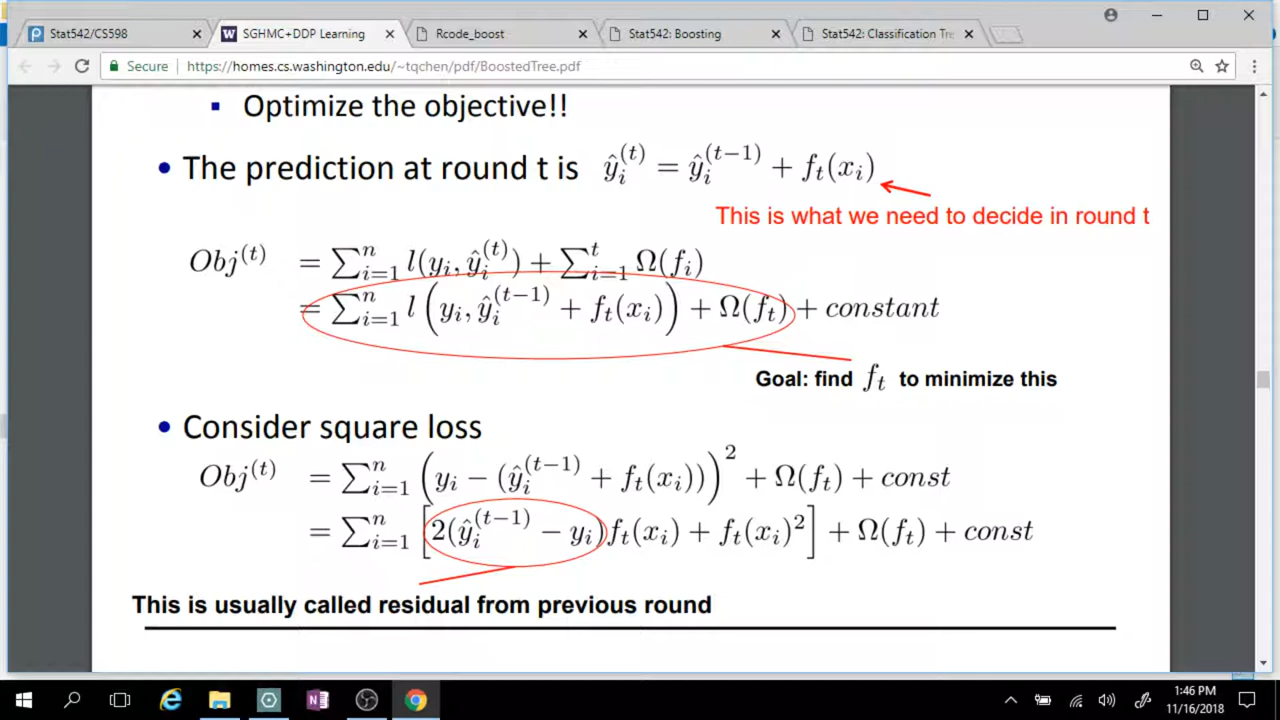 Stat542/CS598
SGHMC+DDP Learning
Rcode_boost
Stat542: Boosting
Stat542: Classification Tre
Secure https://homes.cs.washington.edu/~tqchen/pdf/BoostedTree.pdf
▪ Optimize the objective!!
• The prediction at round t is ŷ_i^{(t)} = ŷ_i^{(t−1)} + f_t(x_i)
This is what we need to decide in round t
Obj^{(t)} = ∑_{i=1}^{n} l(y_i, ŷ_i^{(t)}) + ∑_{i=1}^{t} Ω(f_i)
= ∑_{i=1}^{n} l(y_i, ŷ_i^{(t−1)} + f_t(x_i)) + Ω(f_t) + constant
Goal: find f_t to minimize this
• Consider square loss
Obj^{(t)} = ∑_{i=1}^{n} (y_i − (ŷ_i^{(t−1)} + f_t(x_i)))^2 + Ω(f_t) + const
= ∑_{i=1}^{n} [2(ŷ_i^{(t−1)} − y_i)f_t(x_i) + f_t(x_i)^2] + Ω(f_t) + const
This is usually called residual from previous round
1:46 PM
11/16/2018